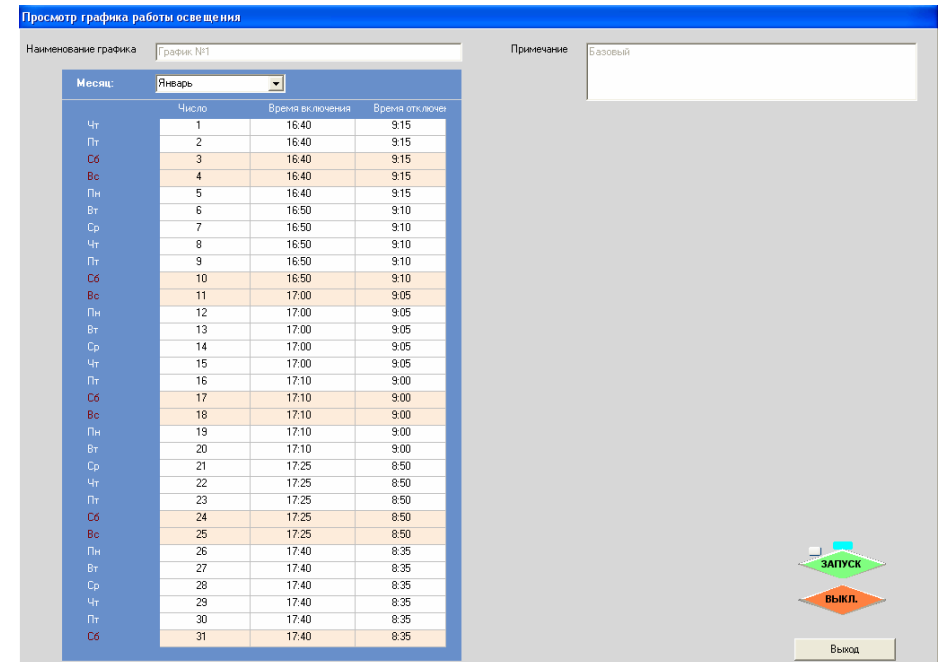 Просмотр графика работы освещения
Наименование графика График №1 Примечание Базовый
Месяц: Январь
Число Время включения Время отключен
Чт 1 16:40 9:15
Пт 2 16:40 9:15
Сб 3 16:40 9:15
Вс 4 16:40 9:15
Пн 5 16:40 9:15
Вт 6 16:50 9:10
Ср 7 16:50 9:10
Чт 8 16:50 9:10
Пт 9 16:50 9:10
Сб 10 16:50 9:10
Вс 11 17:00 9:05
Пн 12 17:00 9:05
Вт 13 17:00 9:05
Ср 14 17:00 9:05
Чт 15 17:00 9:05
Пт 16 17:10 9:00
Сб 17 17:10 9:00
Вс 18 17:10 9:00
Пн 19 17:10 9:00
Вт 20 17:10 9:00
Ср 21 17:25 8:50
Чт 22 17:25 8:50
Пт 23 17:25 8:50
Сб 24 17:25 8:50
Вс 25 17:25 8:50
Пн 26 17:40 8:35
Вт 27 17:40 8:35
Ср 28 17:40 8:35
Чт 29 17:40 8:35
Пт 30 17:40 8:35
Сб 31 17:40 8:35
ЗАПУСК
ВЫКЛ.
Выход